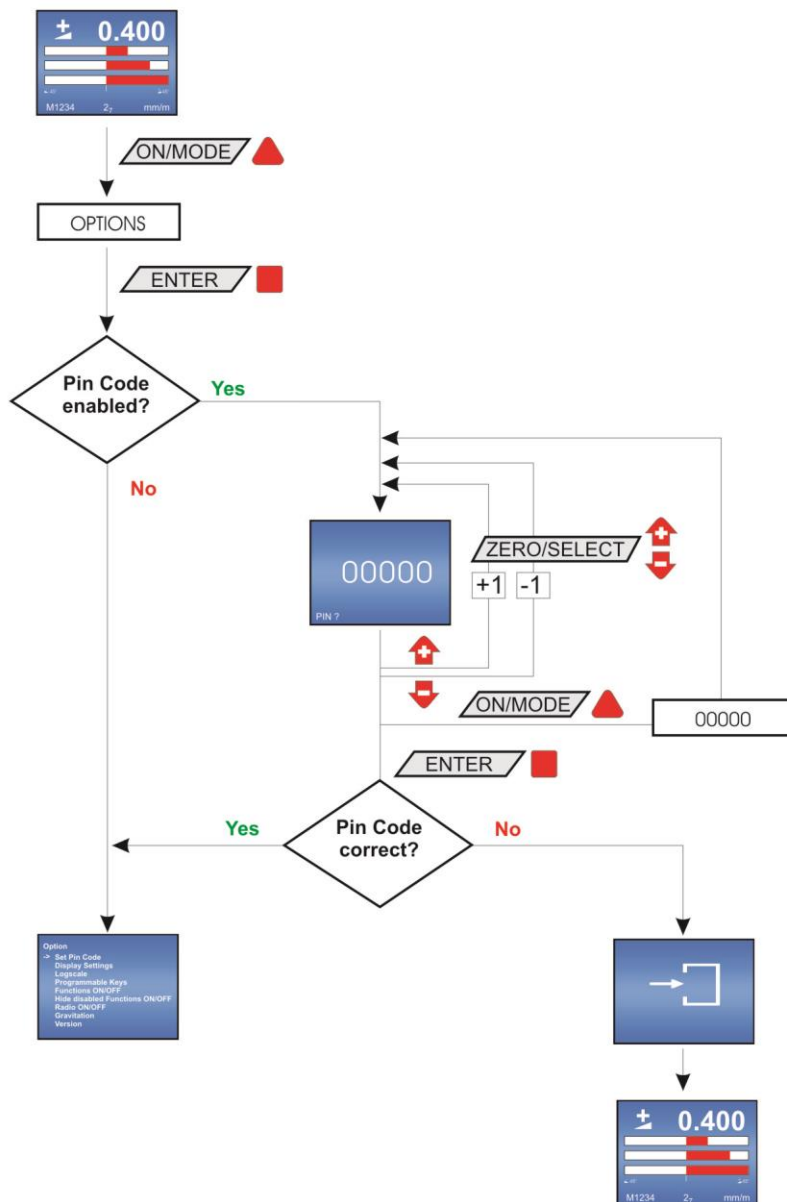 ± 0.400
M1234 2₇ mm/m
ON/MODE
OPTIONS
ENTER
Pin Code
enabled?
Yes
No
00000
PIN ?
ZERO/SELECT
+1 -1
ON/MODE
00000
ENTER
Pin Code
correct?
Yes
No
Option
-> Set Pin Code
Display Settings
Logscale
Programmable Keys
Functions ON/OFF
Hide disabled Functions ON/OFF
Radio ON/OFF
Gravitation
Version
± 0.400
M1234 2₇ mm/m